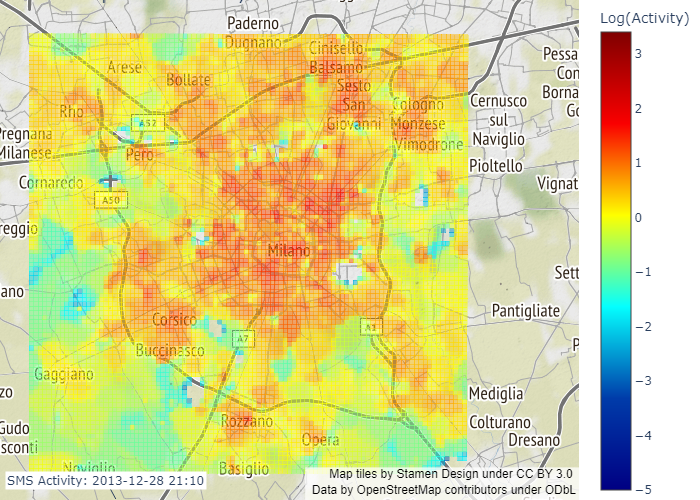 Log(Activity)
3
2
1
0
−1
−2
−3
−4
−5
Paderno
Dugnano
Cinisello
Balsamo
Arese
Bollate
Sesto
San
Giovanni
Pessa
Con
Borna
Go
Rho
A52
Cologno
Monzese
Cernusco
sul
Naviglio
Pregnana
Milanese
Pero
Vimodrone
Pioltello
Cornaredo
Vignat
A50
reggio
Milano
Sett
ano
Pantigliate
Corsico
A7
A1
Buccinasco
P
Gaggiano
zo
Mediglia
Rozzano
Colturano
Gudo
sconti
Opera
Dresano
Noviglio
Basiglio
SMS Activity: 2013-12-28 21:10
Map tiles by Stamen Design under CC BY 3.0
Data by OpenStreetMap contributors under ODbL